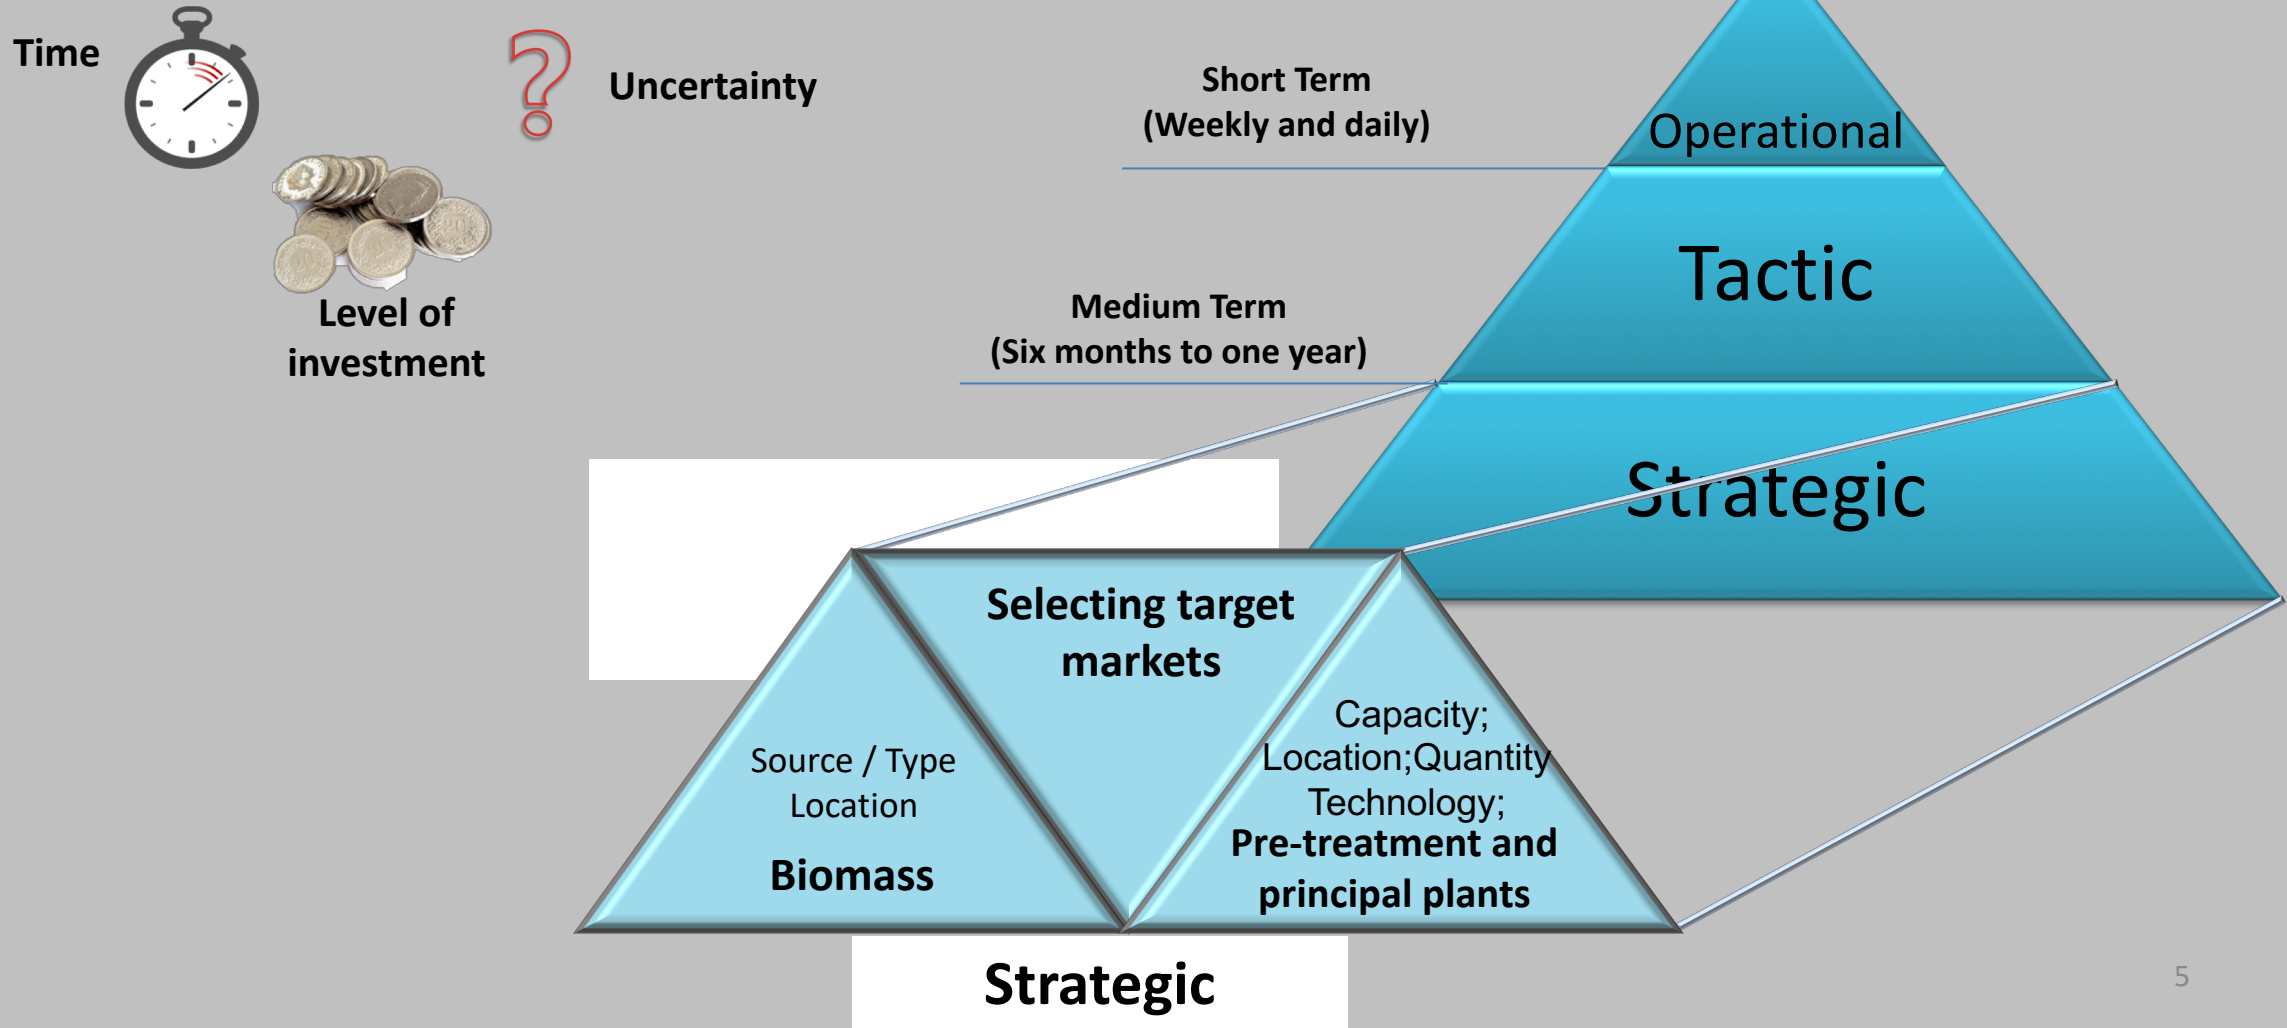 Time
Uncertainty
Level of
investment
Short Term
(Weekly and daily)
Medium Term
(Six months to one year)
Operational
Tactic
Strategic
Selecting target
markets
Source / Type
Location
Biomass
Capacity;
Location;Quantity
Technology;
Pre-treatment and
principal plants
Strategic
5